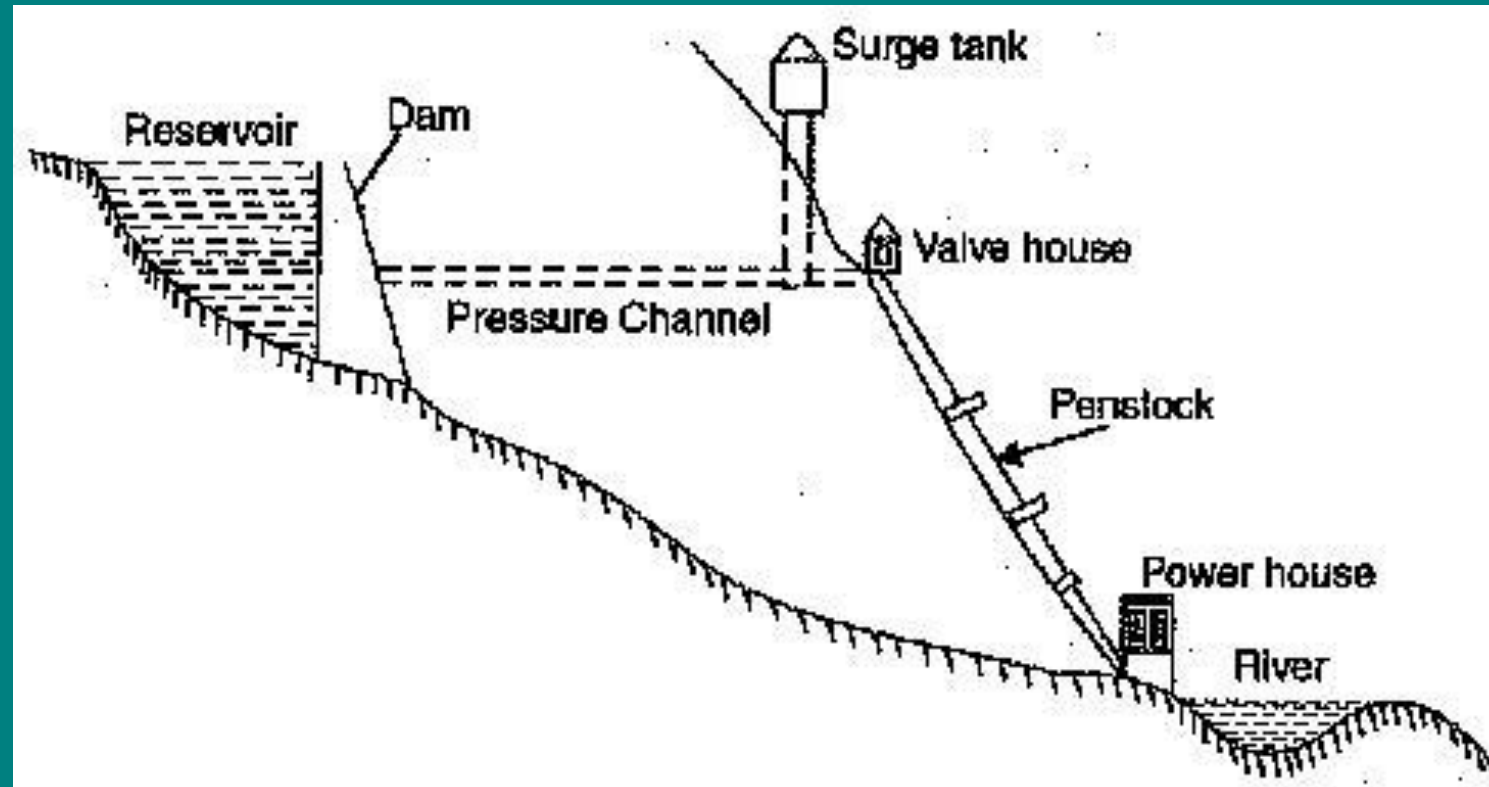 Surge tank
Dam
Reservoir
Valve house
Pressure Channel
Penstock
Power house
River